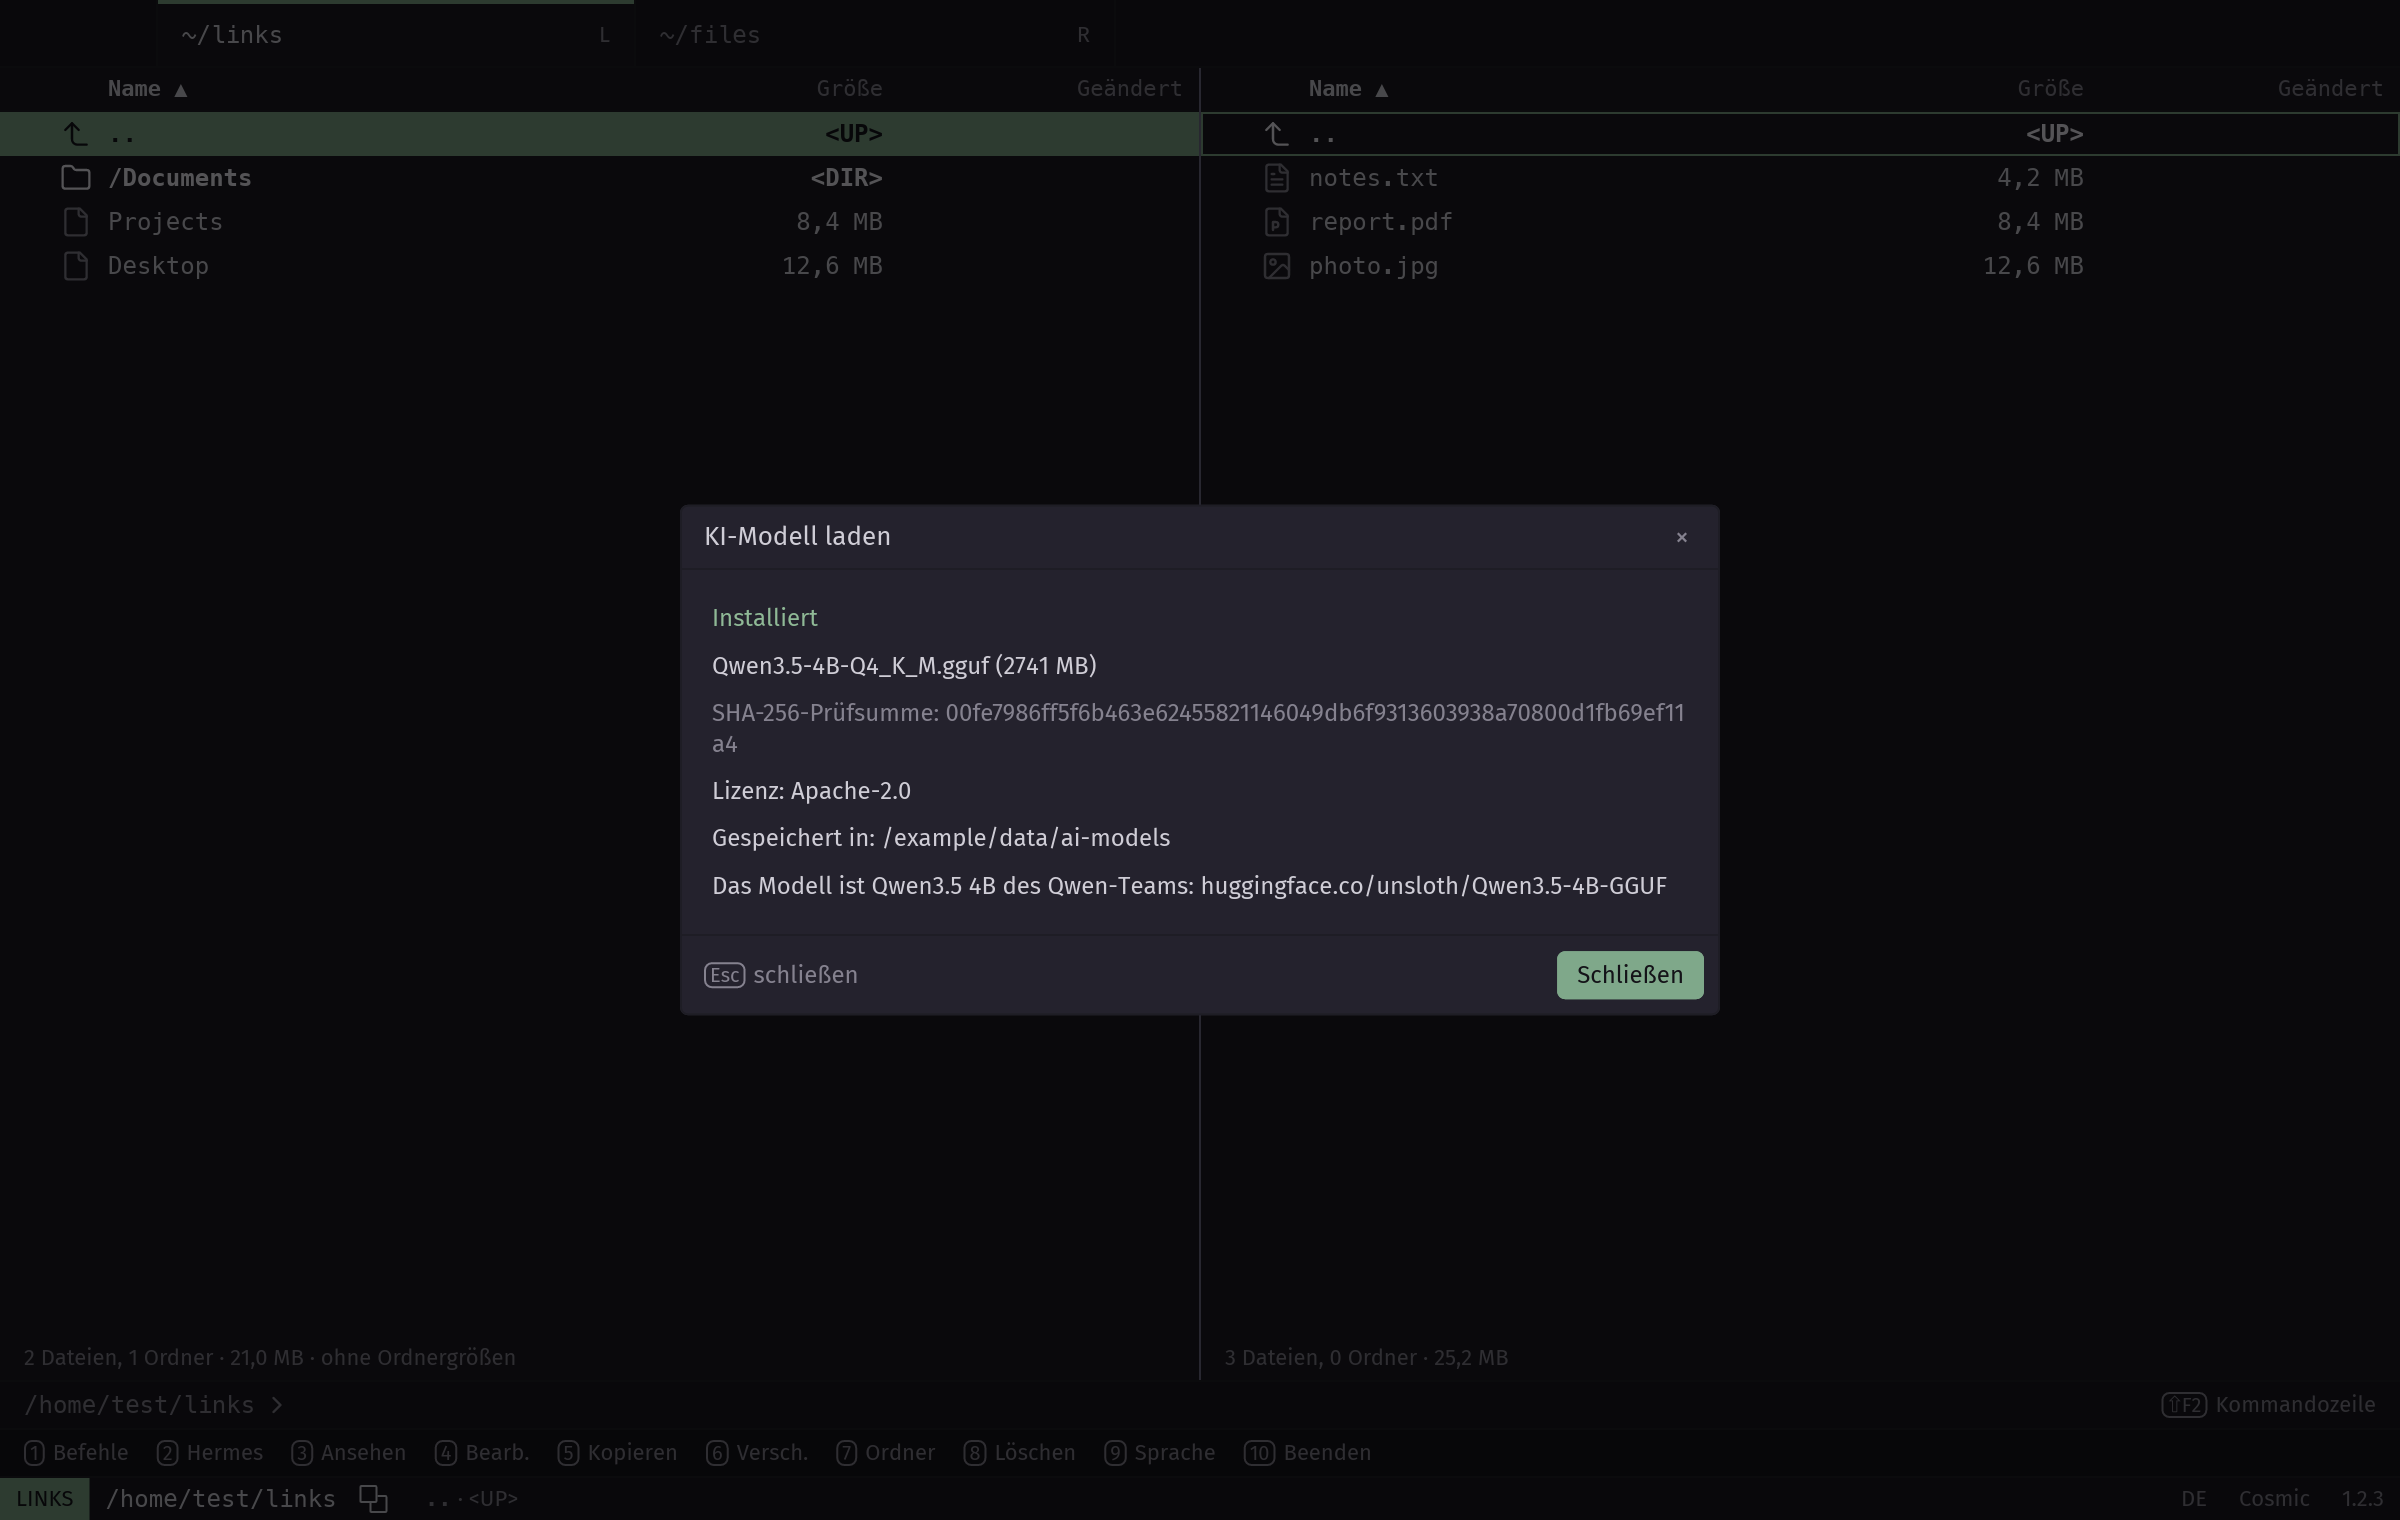 ~/links L ~/files R
Name ▲ Größe Geändert Name ▲ Größe Geändert
.. <UP> .. <UP>
/Documents <DIR> notes.txt 4,2 MB
Projects 8,4 MB report.pdf 8,4 MB
Desktop 12,6 MB photo.jpg 12,6 MB
KI-Modell laden ×
Installiert
Qwen3.5-4B-Q4_K_M.gguf (2741 MB)
SHA-256-Prüfsumme: 00fe7986ff5f6b463e62455821146049db6f9313603938a70800d1fb69ef11
a4
Lizenz: Apache-2.0
Gespeichert in: /example/data/ai-models
Das Modell ist Qwen3.5 4B des Qwen-Teams: huggingface.co/unsloth/Qwen3.5-4B-GGUF
Esc schließen Schließen
2 Dateien, 1 Ordner · 21,0 MB · ohne Ordnergrößen 3 Dateien, 0 Ordner · 25,2 MB
/home/test/links > ⇧F2 Kommandozeile
1 Befehle 2 Hermes 3 Ansehen 4 Bearb. 5 Kopieren 6 Versch. 7 Ordner 8 Löschen 9 Sprache 10 Beenden
LINKS /home/test/links .. · <UP> DE Cosmic 1.2.3